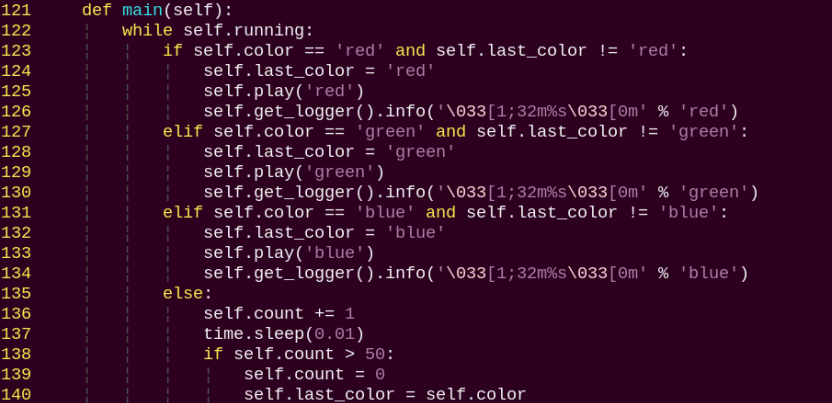 121     def main(self):
122         while self.running:
123             if self.color == 'red' and self.last_color != 'red':
124                 self.last_color = 'red'
125                 self.play('red')
126                 self.get_logger().info('\033[1;32m%s\033[0m' % 'red')
127             elif self.color == 'green' and self.last_color != 'green':
128                 self.last_color = 'green'
129                 self.play('green')
130                 self.get_logger().info('\033[1;32m%s\033[0m' % 'green')
131             elif self.color == 'blue' and self.last_color != 'blue':
132                 self.last_color = 'blue'
133                 self.play('blue')
134                 self.get_logger().info('\033[1;32m%s\033[0m' % 'blue')
135             else:
136                 self.count += 1
137                 time.sleep(0.01)
138                 if self.count > 50:
139                     self.count = 0
140                     self.last_color = self.color